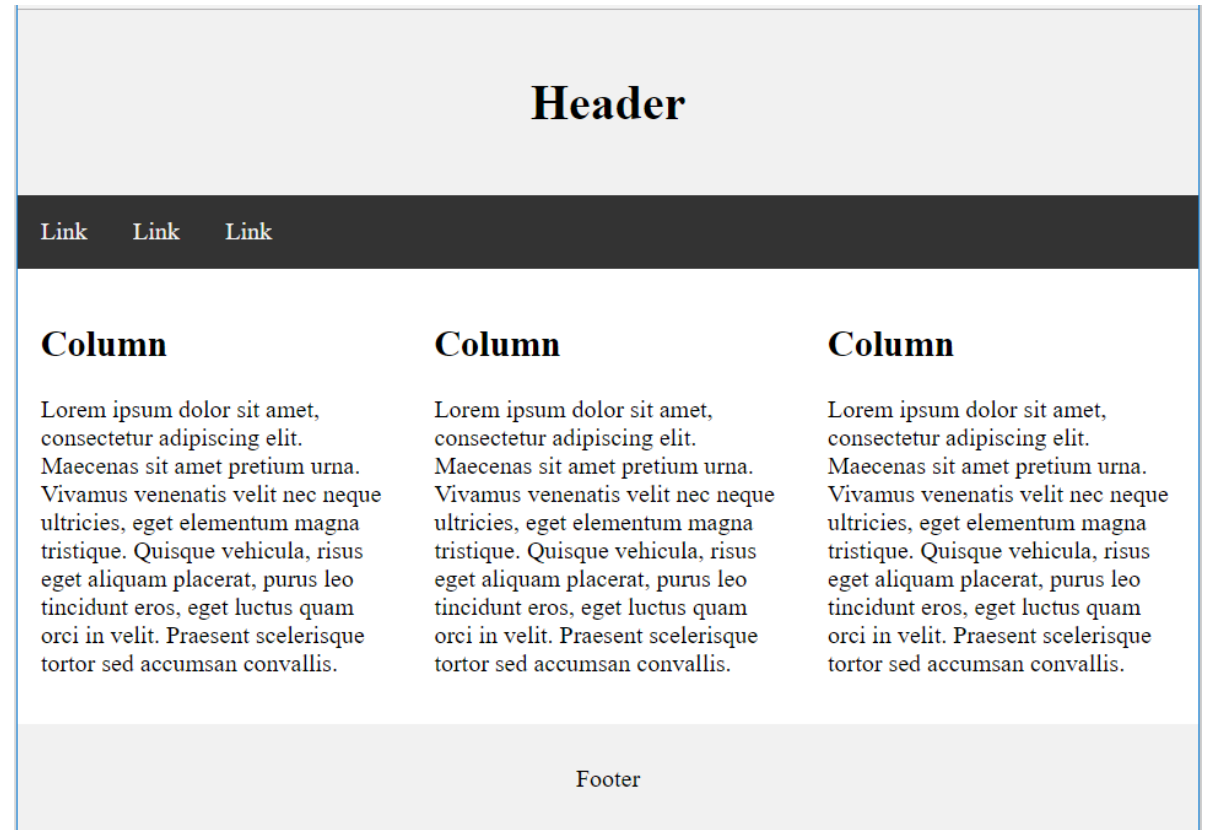 Header
Link Link Link
Column
Lorem ipsum dolor sit amet,
consectetur adipiscing elit.
Maecenas sit amet pretium urna.
Vivamus venenatis velit nec neque
ultricies, eget elementum magna
tristique. Quisque vehicula, risus
eget aliquam placerat, purus leo
tincidunt eros, eget luctus quam
orci in velit. Praesent scelerisque
tortor sed accumsan convallis.
Column
Lorem ipsum dolor sit amet,
consectetur adipiscing elit.
Maecenas sit amet pretium urna.
Vivamus venenatis velit nec neque
ultricies, eget elementum magna
tristique. Quisque vehicula, risus
eget aliquam placerat, purus leo
tincidunt eros, eget luctus quam
orci in velit. Praesent scelerisque
tortor sed accumsan convallis.
Column
Lorem ipsum dolor sit amet,
consectetur adipiscing elit.
Maecenas sit amet pretium urna.
Vivamus venenatis velit nec neque
ultricies, eget elementum magna
tristique. Quisque vehicula, risus
eget aliquam placerat, purus leo
tincidunt eros, eget luctus quam
orci in velit. Praesent scelerisque
tortor sed accumsan convallis.
Footer